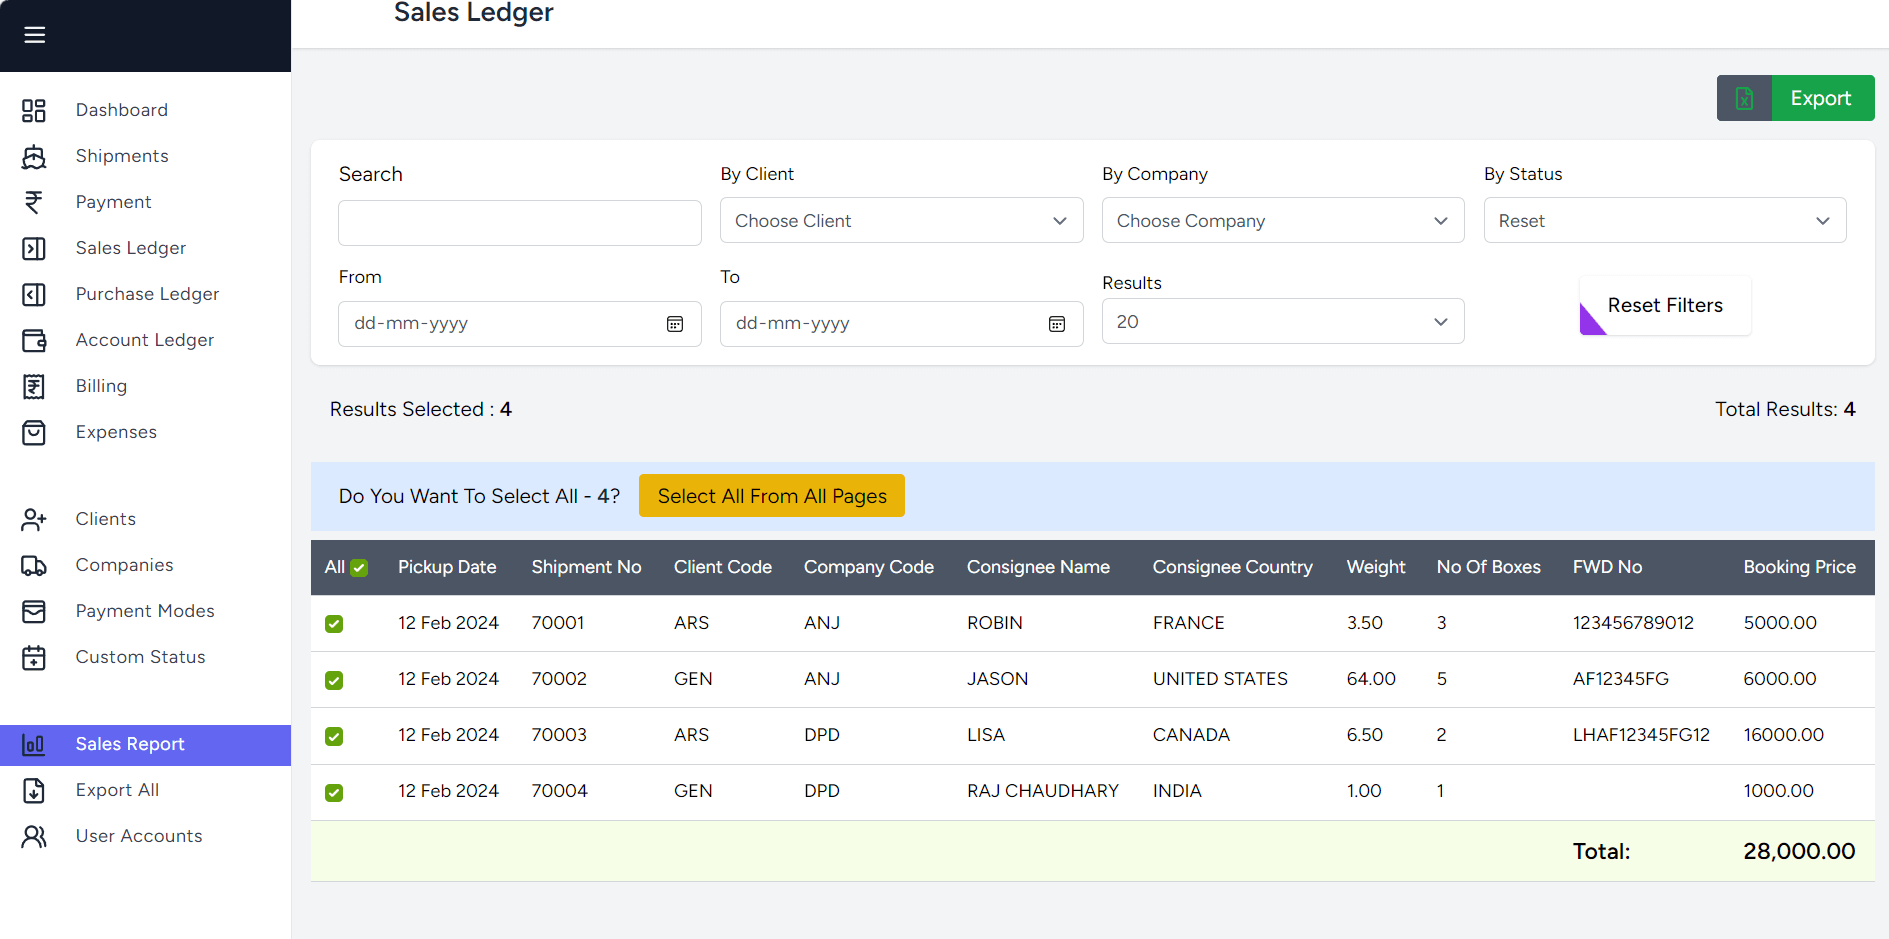 Sales Ledger
Dashboard
Shipments
Payment
Sales Ledger
Purchase Ledger
Account Ledger
Billing
Expenses
Clients
Companies
Payment Modes
Custom Status
Sales Report
Export All
User Accounts
Export
Search By Client By Company By Status
Choose Client Choose Company Reset
From To Results
dd-mm-yyyy dd-mm-yyyy 20 Reset Filters
Results Selected : 4 Total Results: 4
Do You Want To Select All - 4? Select All From All Pages
All Pickup Date Shipment No Client Code Company Code Consignee Name Consignee Country Weight No Of Boxes FWD No Booking Price
12 Feb 2024 70001 ARS ANJ ROBIN FRANCE 3.50 3 123456789012 5000.00
12 Feb 2024 70002 GEN ANJ JASON UNITED STATES 64.00 5 AF12345FG 6000.00
12 Feb 2024 70003 ARS DPD LISA CANADA 6.50 2 LHAF12345FG12 16000.00
12 Feb 2024 70004 GEN DPD RAJ CHAUDHARY INDIA 1.00 1 1000.00
Total: 28,000.00